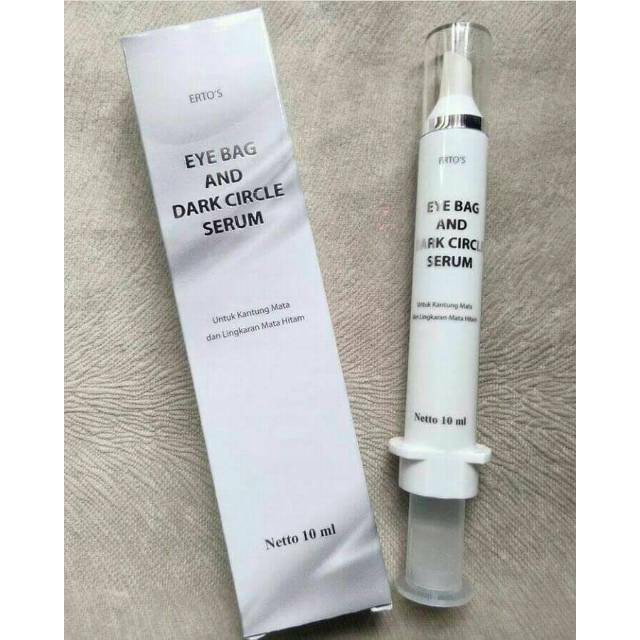 ERTO'S
EYE BAG
AND
DARK CIRCLE
SERUM
Untuk Kantung Mata
dan Lingkaran Mata Hitam
Netto 10 ml
ERTO'S
EYE BAG
AND
DARK CIRCLE
SERUM
Untuk Kantung Mata
dan Lingkaran Mata Hitam
Netto 10 ml